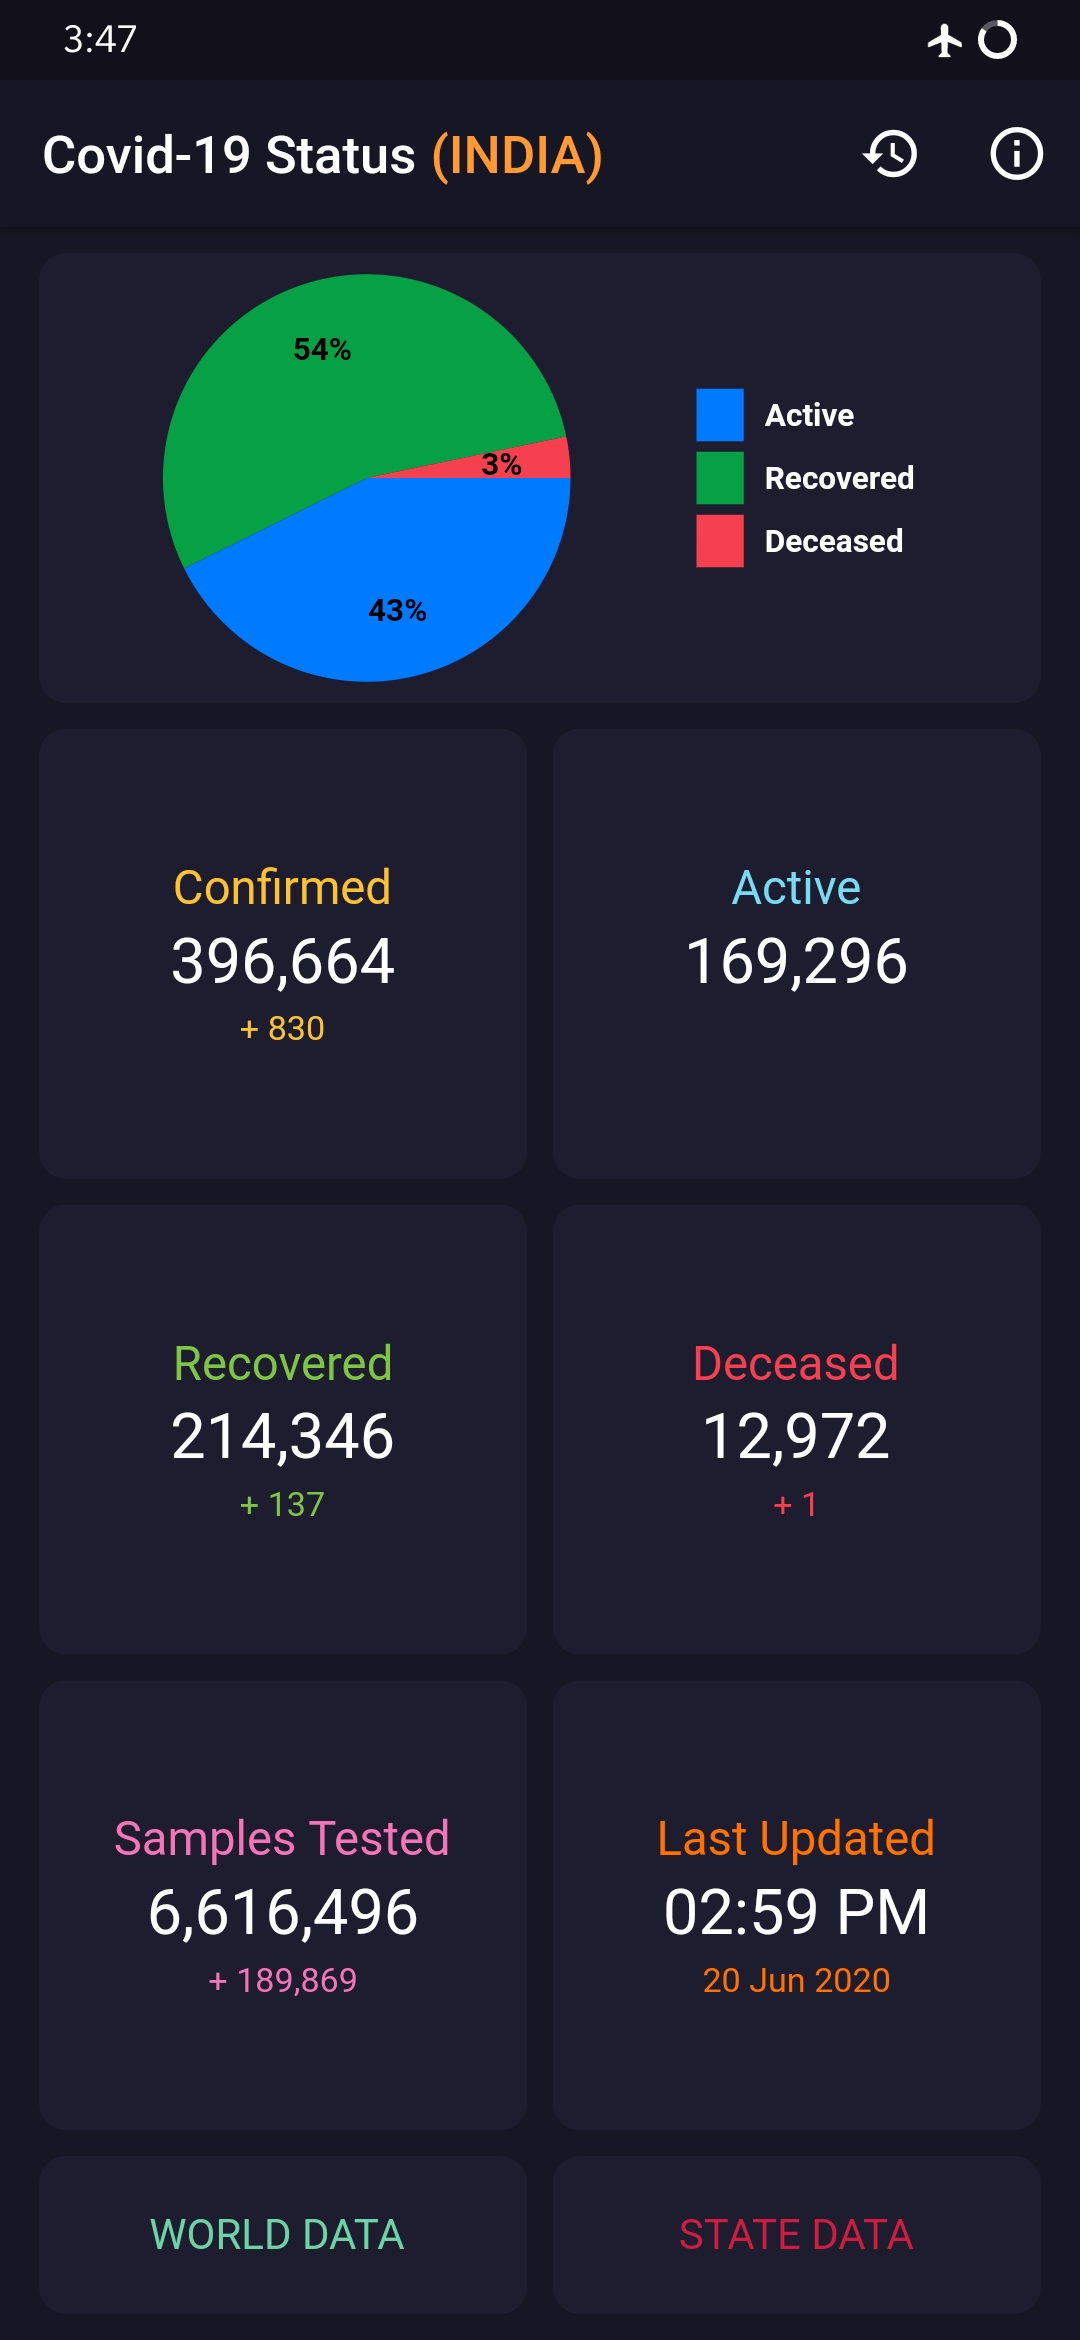 3:47
Covid-19 Status (INDIA)
54%
3%
43%
Active
Recovered
Deceased
Confirmed
396,664
+ 830
Active
169,296
Recovered
214,346
+ 137
Deceased
12,972
+ 1
Samples Tested
6,616,496
+ 189,869
Last Updated
02:59 PM
20 Jun 2020
WORLD DATA
STATE DATA